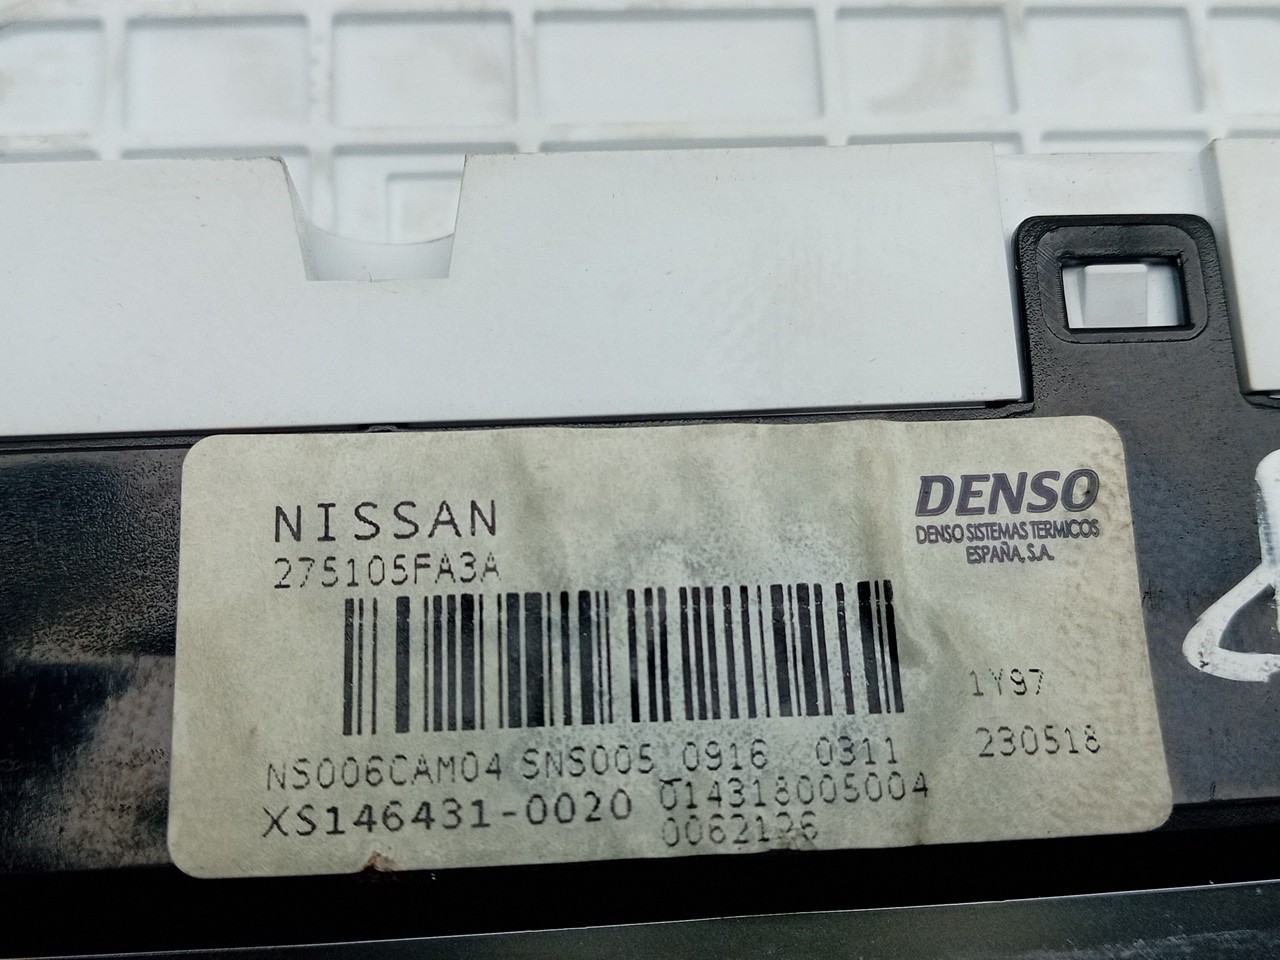 NISSAN
275105FA3A
DENSO
DENSO SISTEMAS TERMICOS
ESPAÑA, S.A.
1Y97
230518
NS006CAM04 SNS005 0916 0311
XS146431-0020 014318005004
0062126